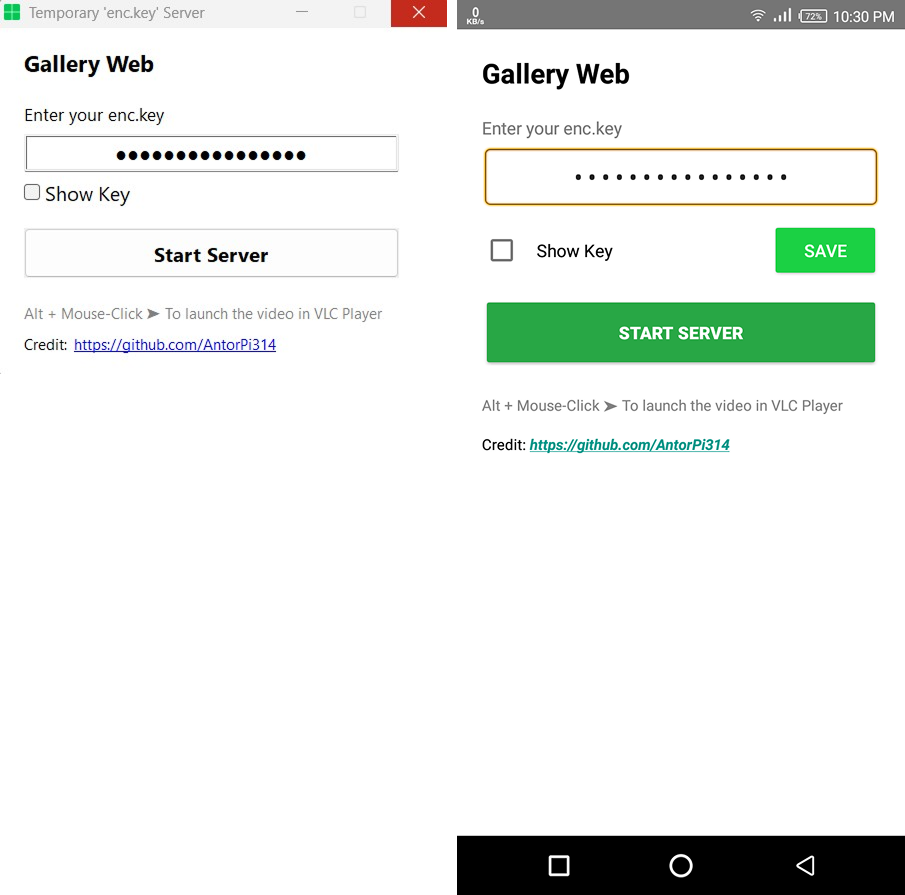 Temporary 'enc.key' Server
Gallery Web
Enter your enc.key
●●●●●●●●●●●●●●●●
Show Key
Start Server
Alt + Mouse-Click ➤ To launch the video in VLC Player
Credit: https://github.com/AntorPi314
0
KB/s
72%
10:30 PM
Gallery Web
Enter your enc.key
••••••••••••••••
Show Key
SAVE
START SERVER
Alt + Mouse-Click ➤ To launch the video in VLC Player
Credit: https://github.com/AntorPi314